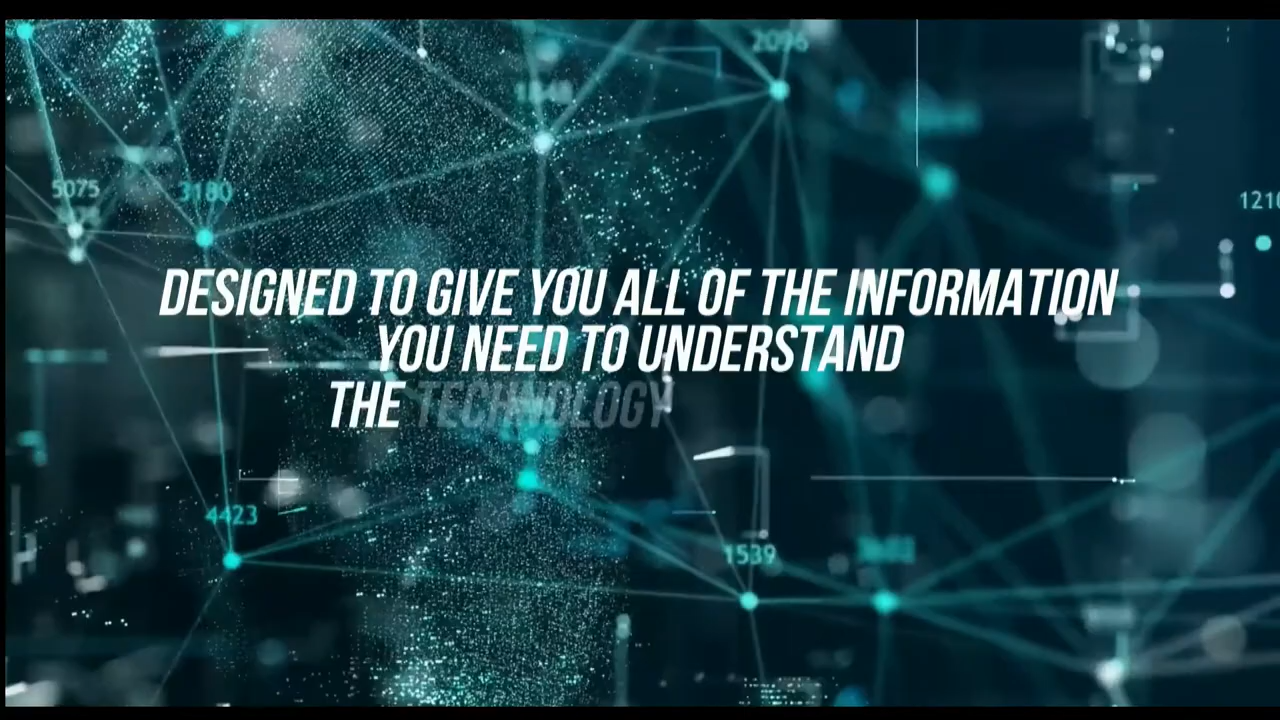 2096
5075
3180
1210
DESIGNED TO GIVE YOU ALL OF THE INFORMATION
YOU NEED TO UNDERSTAND
THE TECHNOLOGY
4423
1539